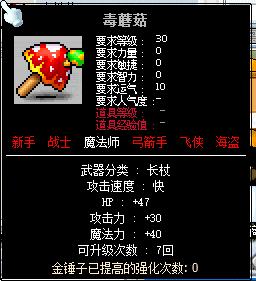 毒蘑菇
要求等级 : 30
要求力量 : 0
要求敏捷 : 0
要求智力 : 0
要求运气 : 10
要求人气度 : -
道具等级 : -
道具经验值 : -
新手 战士 魔法师 弓箭手 飞侠 海盗
武器分类 : 长杖
攻击速度 : 快
HP : +47
攻击力 : +30
魔法力 : +40
可升级次数 : 7回
金锤子已提高的强化次数: 0